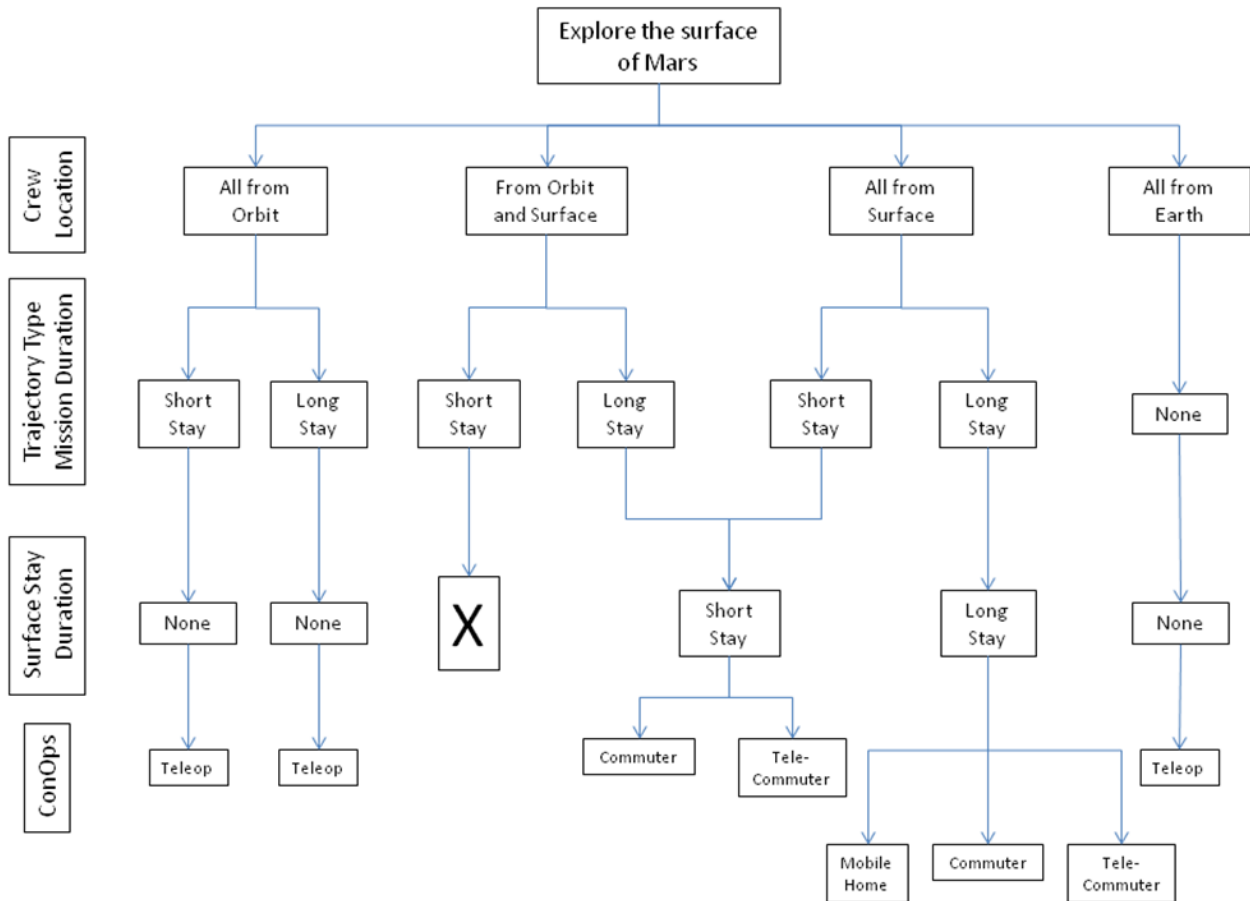 Explore the surface
of Mars
Crew
Location
All from
Orbit
From Orbit
and Surface
All from
Surface
All from
Earth
Trajectory Type
Mission Duration
Short
Stay
Long
Stay
Short
Stay
Long
Stay
Short
Stay
Long
Stay
None
Surface Stay
Duration
None
None
X
Short
Stay
Long
Stay
None
ConOps
Teleop
Teleop
Commuter
Tele-
Commuter
Teleop
Mobile
Home
Commuter
Tele-
Commuter